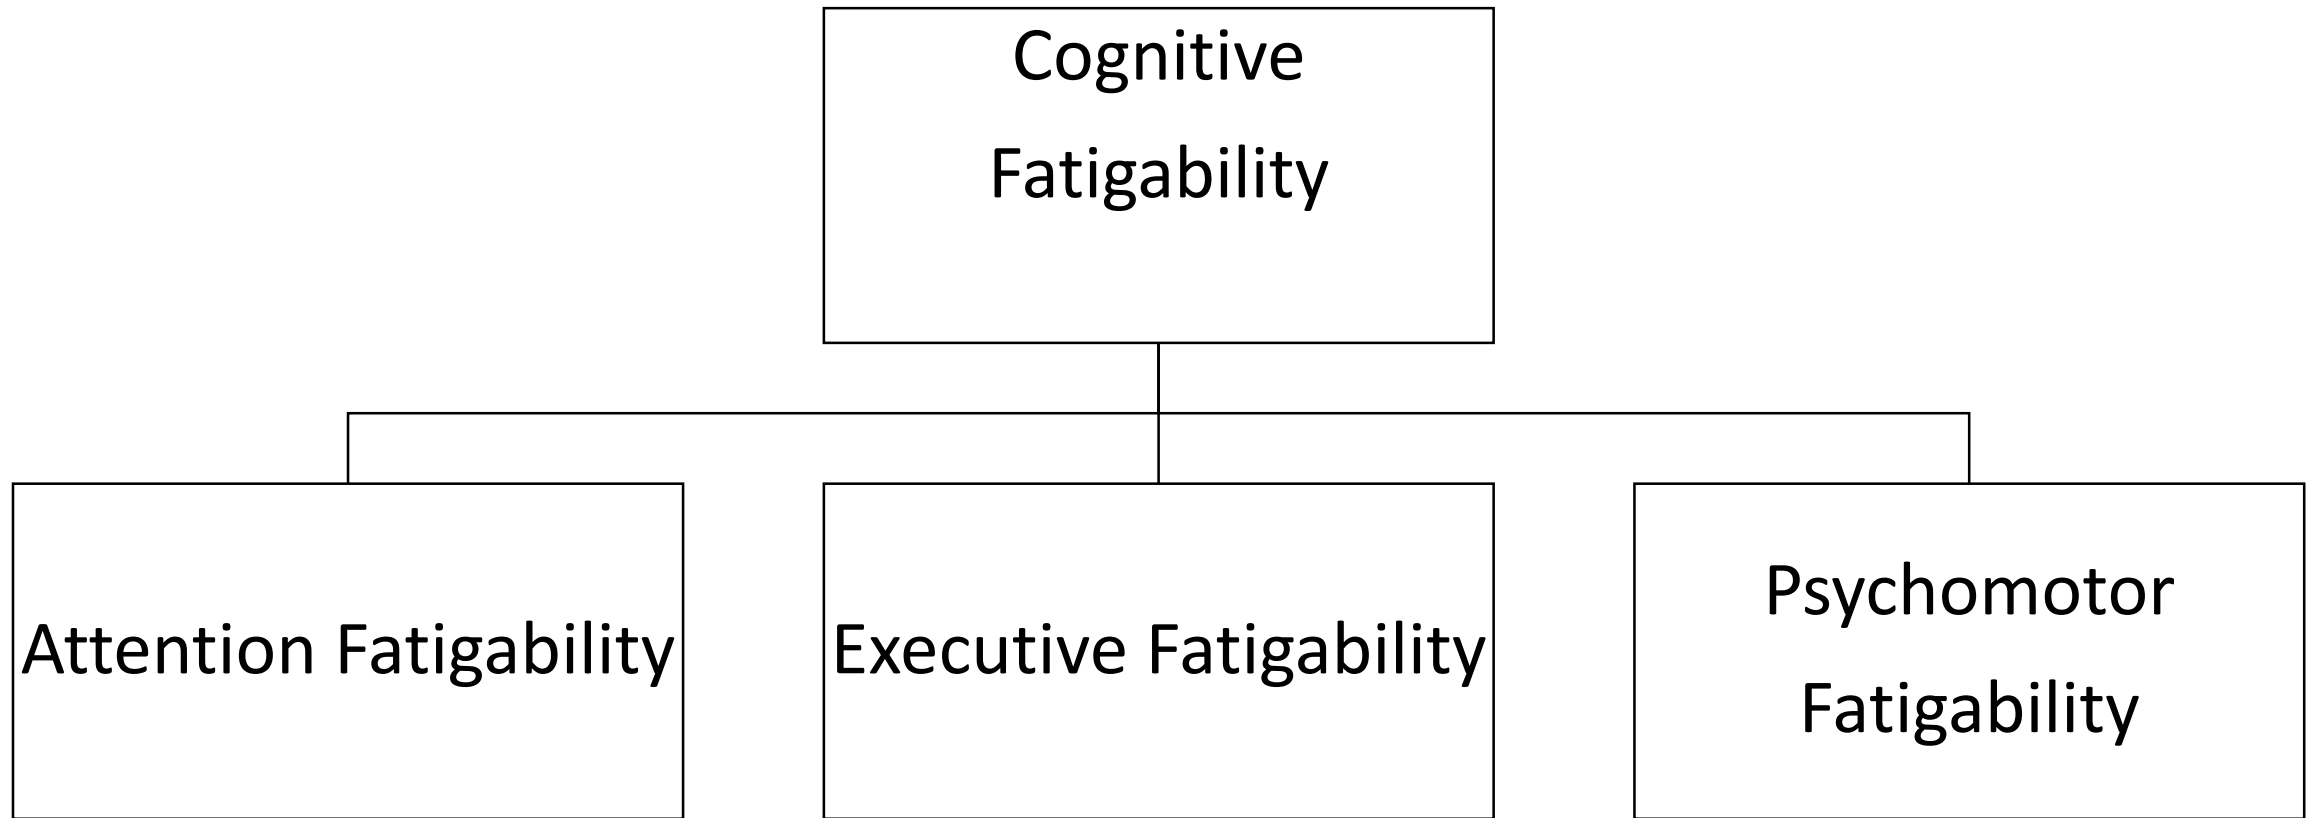 Cognitive
Fatigability
Attention Fatigability
Executive Fatigability
Psychomotor
Fatigability